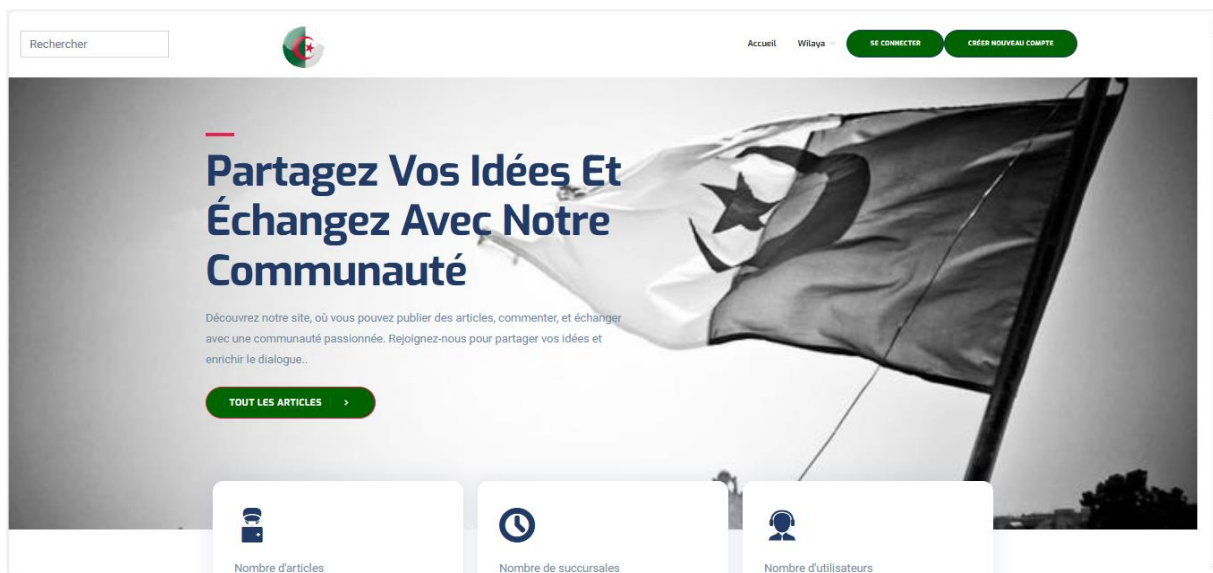 Rechercher
Accueil
Wilaya
SE CONNECTER
CRÉER NOUVEAU COMPTE
Partagez Vos Idées Et
Échangez Avec Notre
Communauté
Découvrez notre site, où vous pouvez publier des articles, commenter, et échanger
avec une communauté passionnée. Rejoignez-nous pour partager vos idées et
enrichir le dialogue..
TOUT LES ARTICLES
Nombre d'articles
Nombre de succursales
Nombre d'utilisateurs